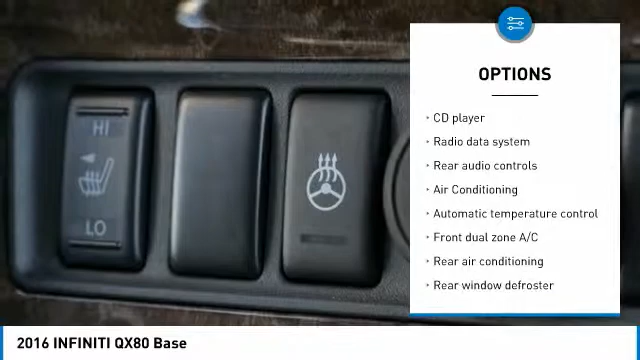 HI
LO
OPTIONS
CD player
Radio data system
Rear audio controls
Air Conditioning
Automatic temperature control
Front dual zone A/C
Rear air conditioning
Rear window defroster
2016 INFINITI QX80 Base